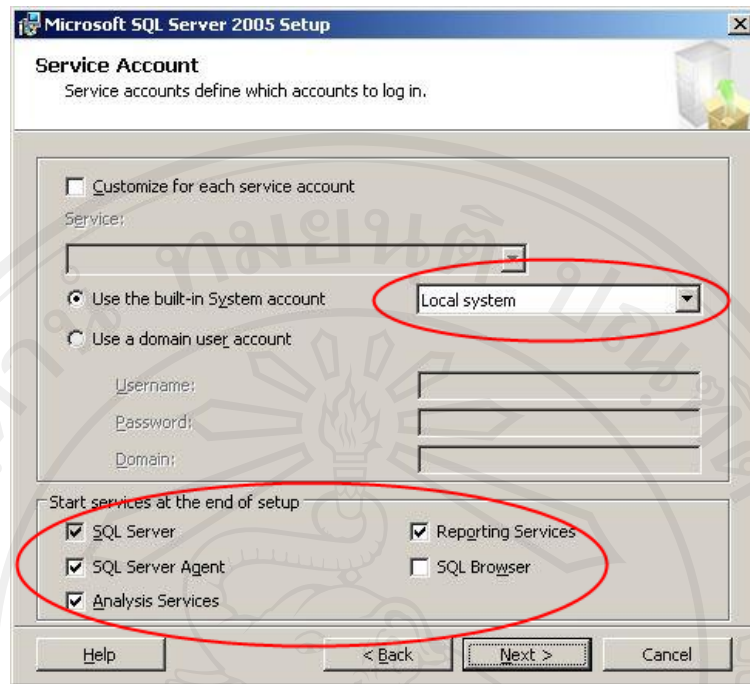 Microsoft SQL Server 2005 Setup
Service Account
Service accounts define which accounts to log in.
Customize for each service account
Service:
Use the built-in System account
Local system
Use a domain user account
Username:
Password:
Domain:
Start services at the end of setup
SQL Server
Reporting Services
SQL Server Agent
SQL Browser
Analysis Services
Help
< Back
Next >
Cancel